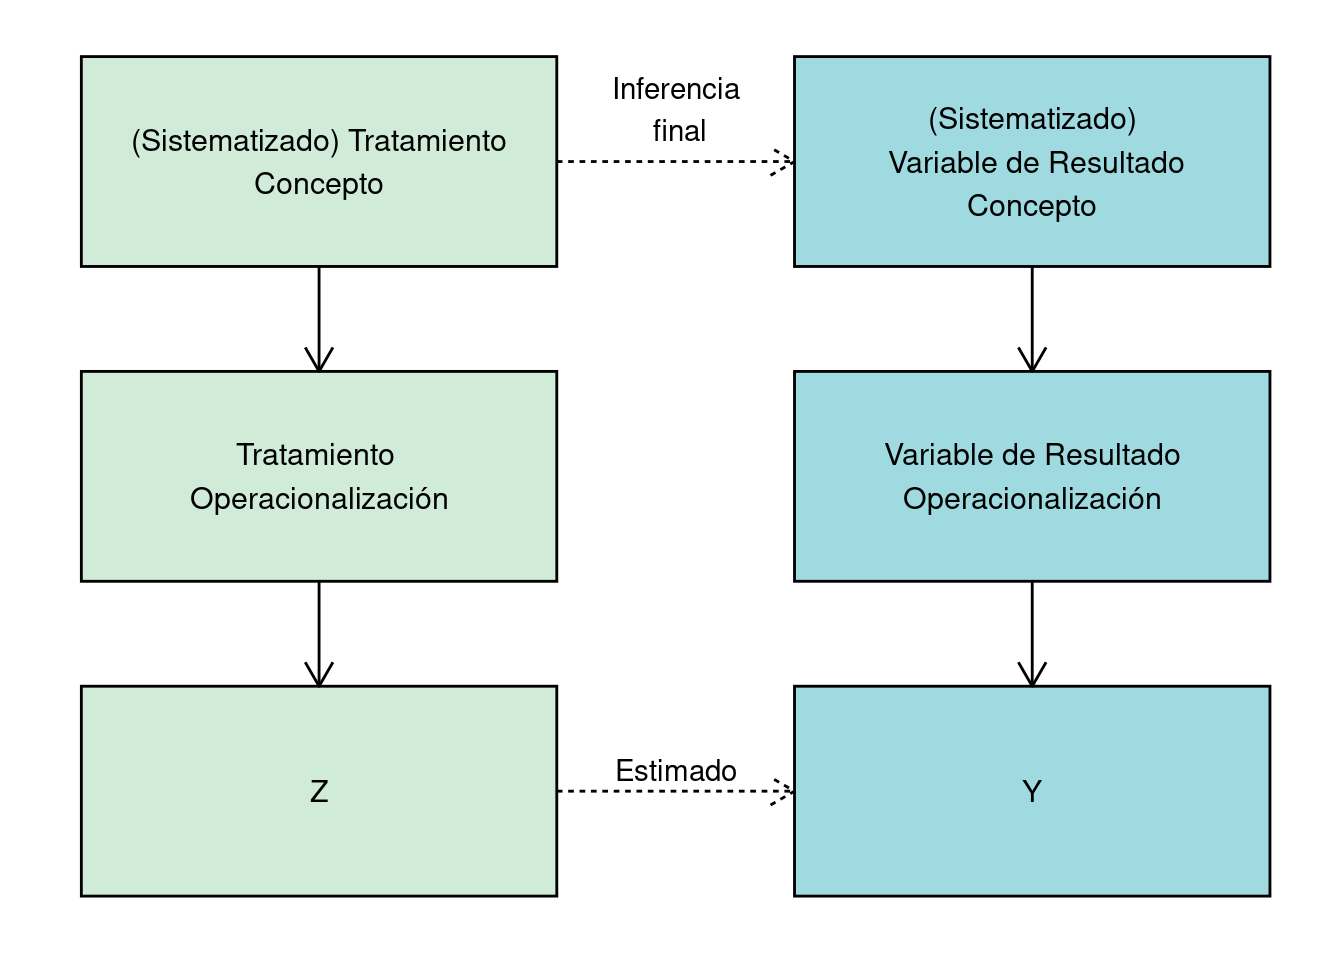 (Sistematizado) Tratamiento
Concepto
Inferencia
final
(Sistematizado)
Variable de Resultado
Concepto
Tratamiento
Operacionalización
Variable de Resultado
Operacionalización
Z
Estimado
Y